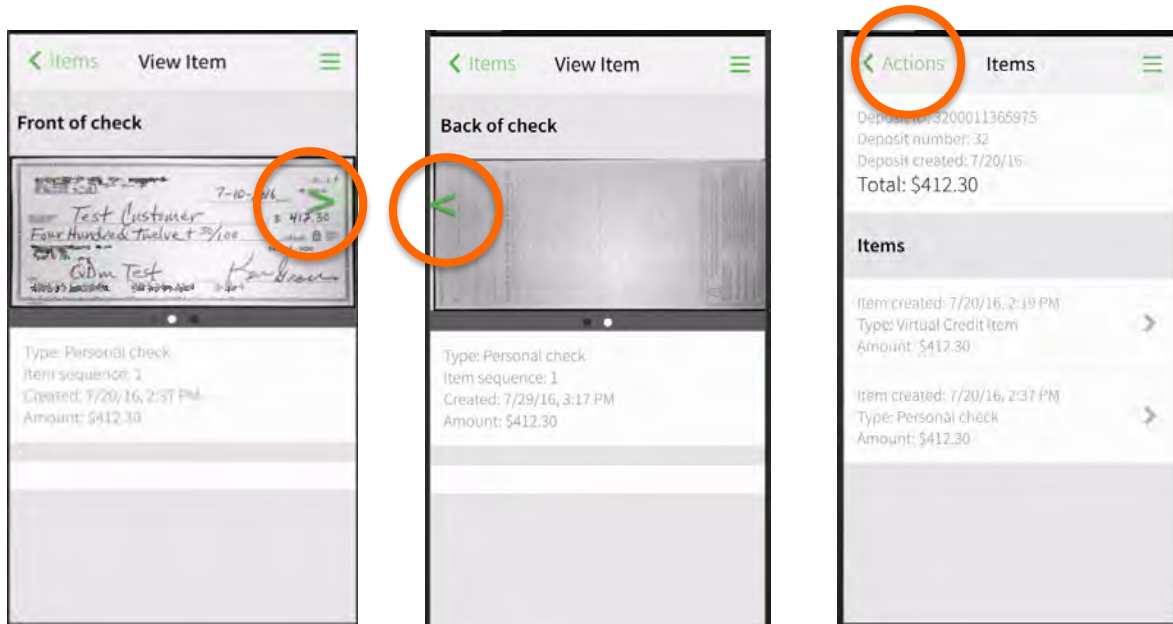 < Items View Item
Front of check
7-10-2016
Test Customer $ 412.30
Four Hundred Twelve + 30/100
QDM Test
>
Type: Personal check
Item sequence: 1
Created: 7/20/16, 2:37 PM
Amount: $412.30
< Items View Item
Back of check
<
Type: Personal check
Item sequence: 1
Created: 7/29/16, 3:17 PM
Amount: $412.30
< Actions Items
Deposit ID: 3200011365975
Deposit number: 32
Deposit created: 7/20/16
Total: $412.30
Items
Item created: 7/20/16, 2:19 PM
Type: Virtual Credit Item
Amount: $412.30
>
Item created: 7/20/16, 2:37 PM
Type: Personal check
Amount: $412.30
>